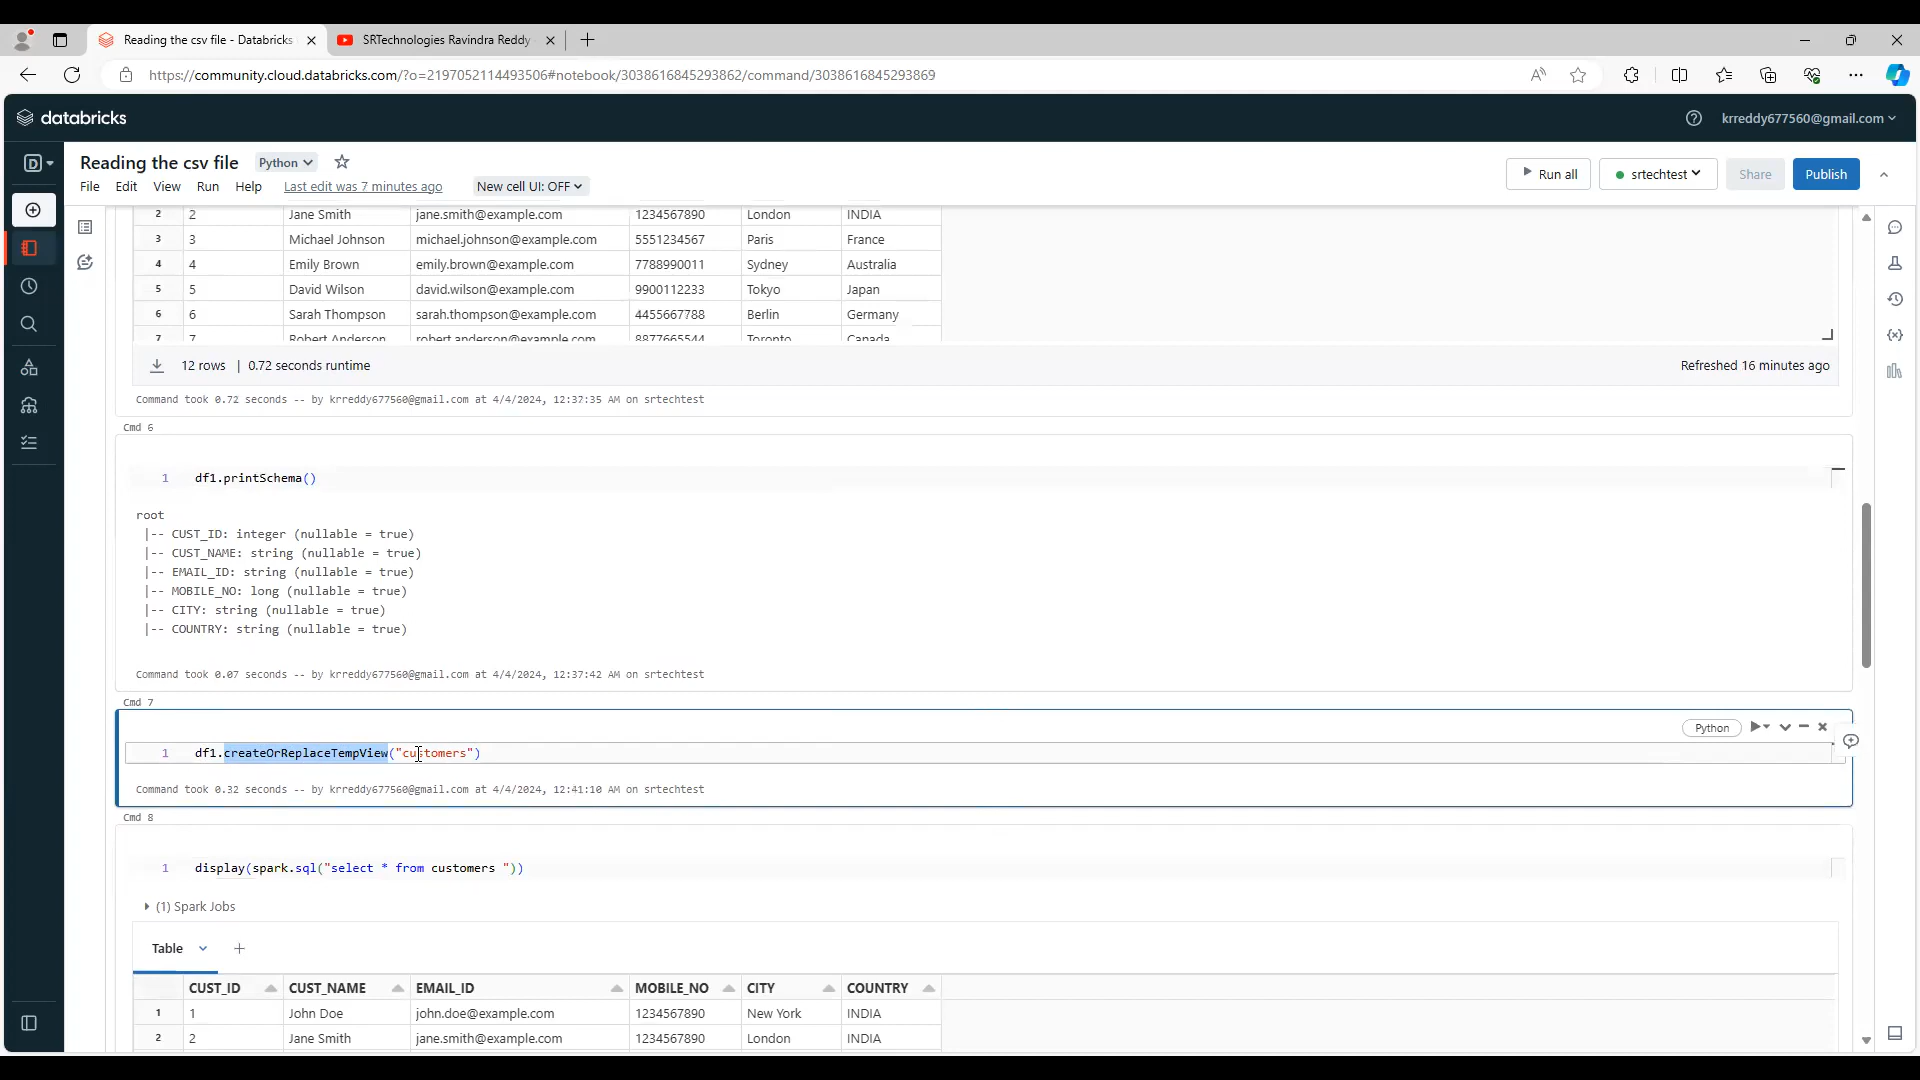 Reading the csv file - Databricks
SRTechnologies Ravindra Reddy
https://community.cloud.databricks.com/?o=2197052114493506#notebook/3038616845293862/command/3038616845293869
databricks
krreddy677560@gmail.com
Reading the csv file Python
File Edit View Run Help Last edit was 7 minutes ago New cell UI: OFF
Run all srtechtest Share Publish
2 2 Jane Smith jane.smith@example.com 1234567890 London INDIA
3 3 Michael Johnson michael.johnson@example.com 5551234567 Paris France
4 4 Emily Brown emily.brown@example.com 7788990011 Sydney Australia
5 5 David Wilson david.wilson@example.com 9900112233 Tokyo Japan
6 6 Sarah Thompson sarah.thompson@example.com 4455667788 Berlin Germany
7 7 Robert Anderson robert.anderson@example.com 8877665544 Toronto Canada
12 rows | 0.72 seconds runtime Refreshed 16 minutes ago
Command took 0.72 seconds -- by krreddy677560@gmail.com at 4/4/2024, 12:37:35 AM on srtechtest
Cmd 6
1 df1.printSchema()
root
|-- CUST_ID: integer (nullable = true)
|-- CUST_NAME: string (nullable = true)
|-- EMAIL_ID: string (nullable = true)
|-- MOBILE_NO: long (nullable = true)
|-- CITY: string (nullable = true)
|-- COUNTRY: string (nullable = true)
Command took 0.07 seconds -- by krreddy677560@gmail.com at 4/4/2024, 12:37:42 AM on srtechtest
Cmd 7
Python
1 df1.createOrReplaceTempView("customers")
Command took 0.32 seconds -- by krreddy677560@gmail.com at 4/4/2024, 12:41:10 AM on srtechtest
Cmd 8
1 display(spark.sql("select * from customers "))
(1) Spark Jobs
Table +
CUST_ID CUST_NAME EMAIL_ID MOBILE_NO CITY COUNTRY
1 1 John Doe john.doe@example.com 1234567890 New York INDIA
2 2 Jane Smith jane.smith@example.com 1234567890 London INDIA